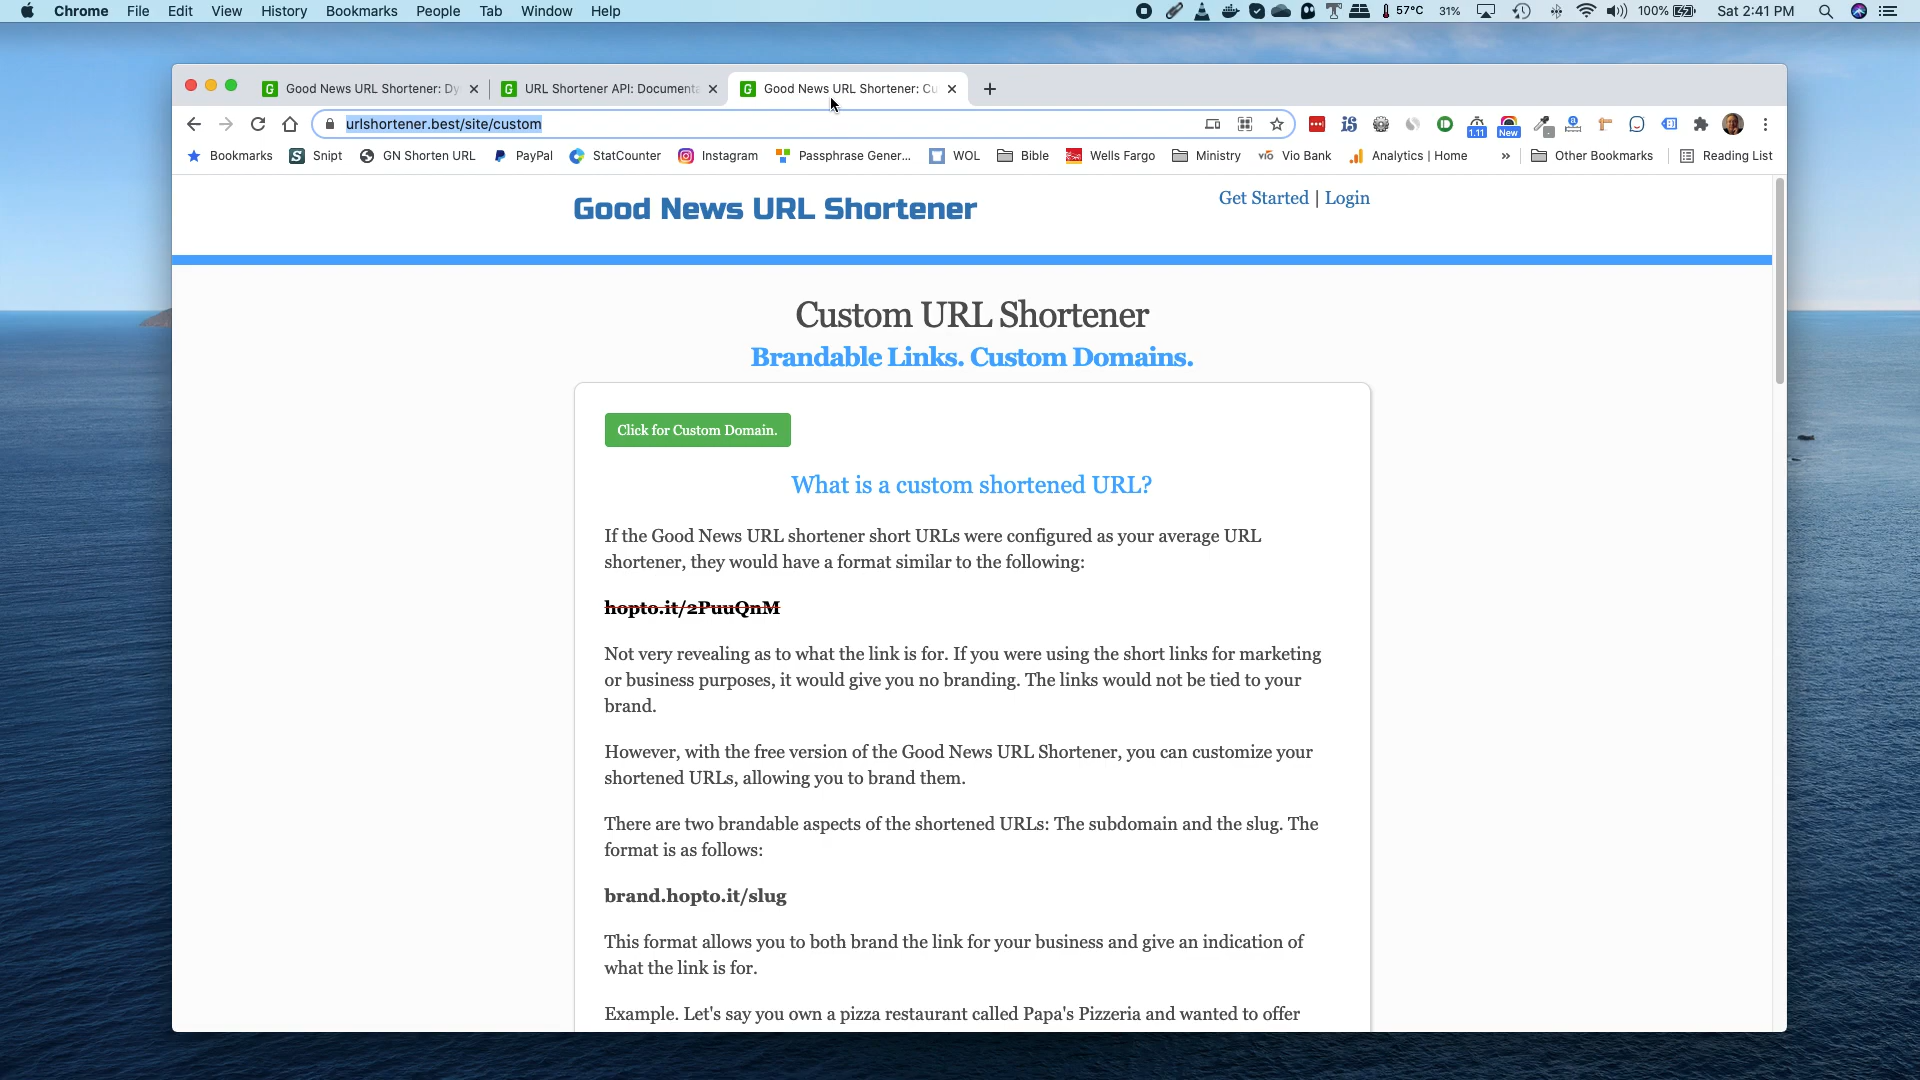 Chrome File Edit View History Bookmarks People Tab Window Help 57°C 31% 100% Sat 2:41 PM
Good News URL Shortener: Dy URL Shortener API: Documenta Good News URL Shortener: Cu
urlshortener.best/site/custom 1.11 New
Bookmarks Snipt GN Shorten URL PayPal StatCounter Instagram Passphrase Gener... WOL Bible Wells Fargo Ministry Vio Bank Analytics | Home » Other Bookmarks Reading List
Good News URL Shortener
Get Started | Login
Custom URL Shortener
Brandable Links. Custom Domains.
Click for Custom Domain.
What is a custom shortened URL?
If the Good News URL shortener short URLs were configured as your average URL
shortener, they would have a format similar to the following:
hopto.it/2PuuQnM
Not very revealing as to what the link is for. If you were using the short links for marketing
or business purposes, it would give you no branding. The links would not be tied to your
brand.
However, with the free version of the Good News URL Shortener, you can customize your
shortened URLs, allowing you to brand them.
There are two brandable aspects of the shortened URLs: The subdomain and the slug. The
format is as follows:
brand.hopto.it/slug
This format allows you to both brand the link for your business and give an indication of
what the link is for.
Example. Let's say you own a pizza restaurant called Papa's Pizzeria and wanted to offer